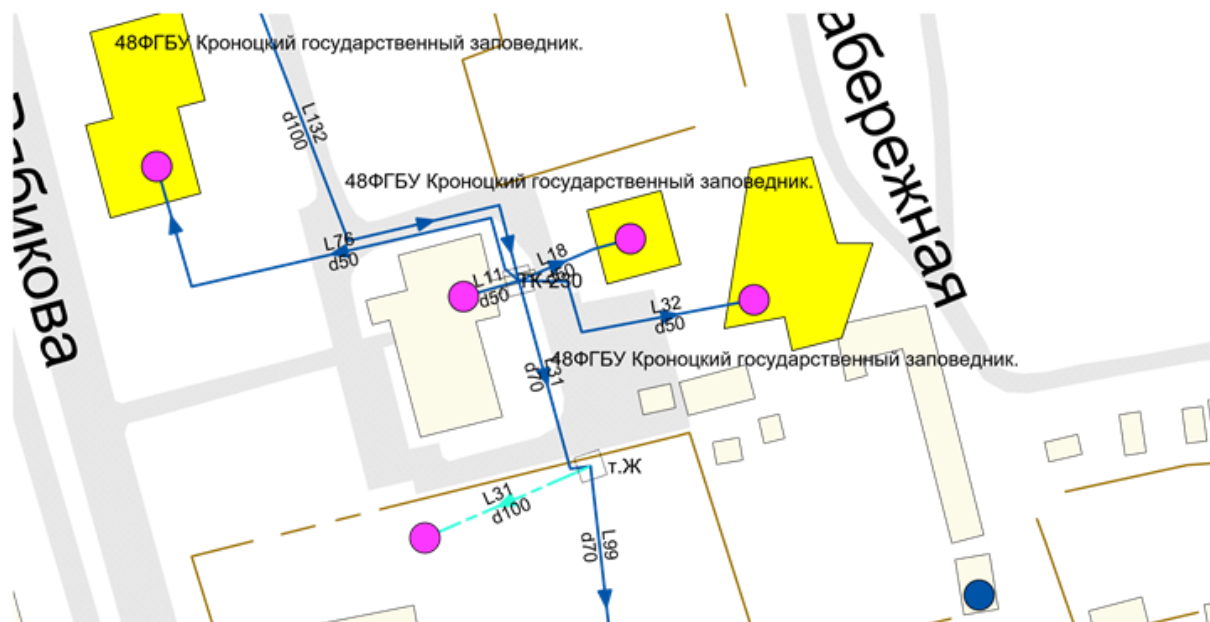 48ФГБУ Кроноцкий государственный заповедник.
L132
d100
абережная
48ФГБУ Кроноцкий государственный заповедник.
L76
d50
L18
L11
d50
ТК-230
бикова
L32
d50
48ФГБУ Кроноцкий государственный заповедник.
L31
d70
т.Ж
L31
d100
L99
d70